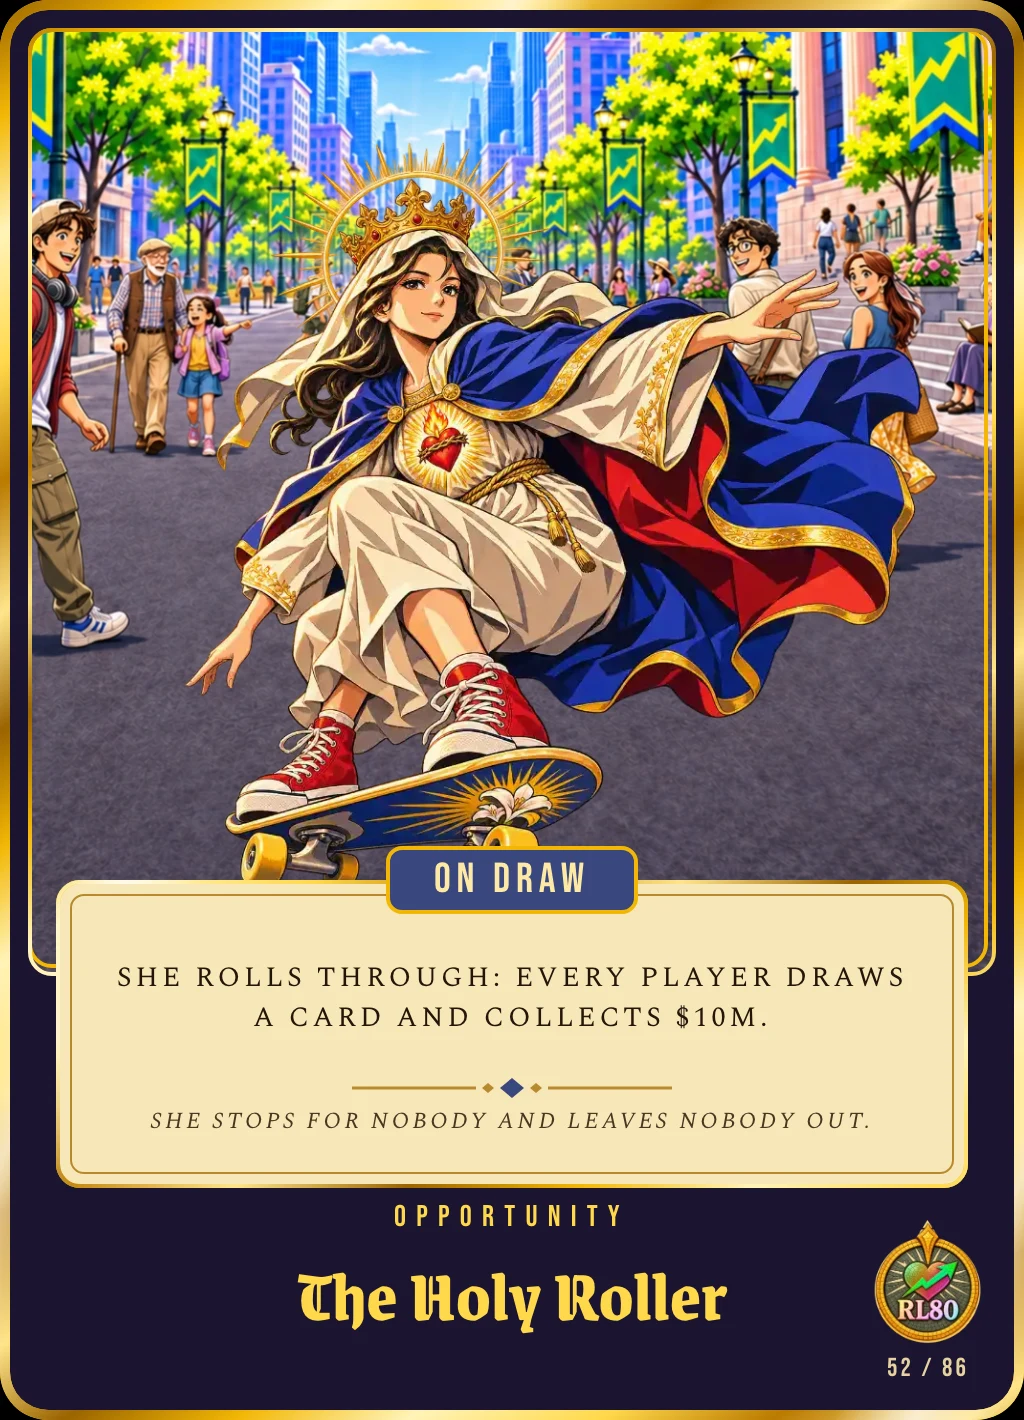 ON DRAW
SHE ROLLS THROUGH: EVERY PLAYER DRAWS
A CARD AND COLLECTS $10M.
SHE STOPS FOR NOBODY AND LEAVES NOBODY OUT.
OPPORTUNITY
The Holy Roller
RL80
52 / 86